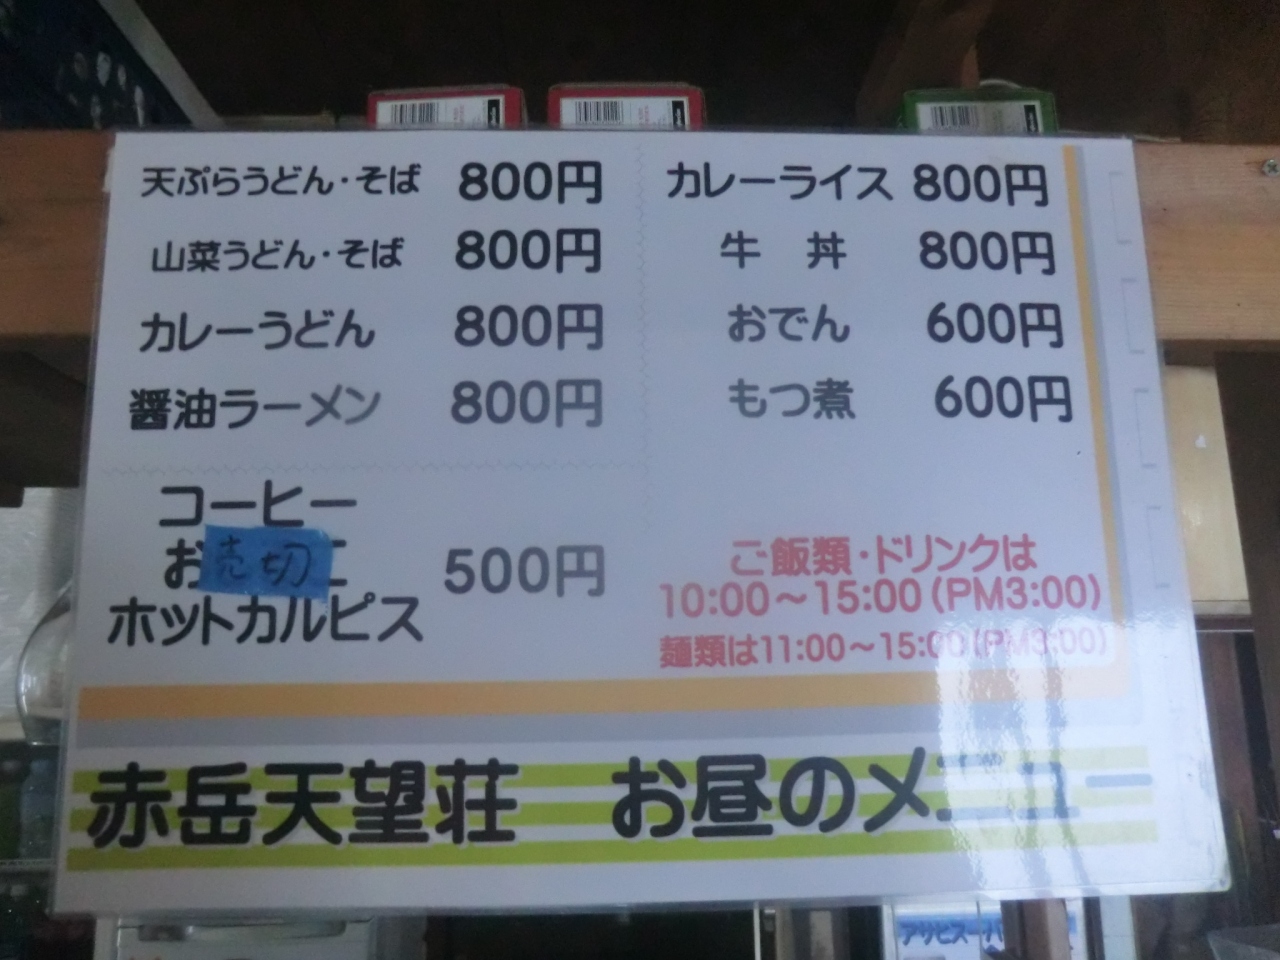 天ぷらうどん・そば 800円
山菜うどん・そば 800円
カレーうどん 800円
醤油ラーメン 800円
カレーライス 800円
牛 丼 800円
おでん 600円
もつ煮 600円
コーヒー
お
売切
ホットカルピス
500円
ご飯類・ドリンクは
10:00～15:00(PM3:00)
麺類は11:00～15:00(PM3:00)
赤岳天望荘 お昼のメニュー
アサヒスーパ